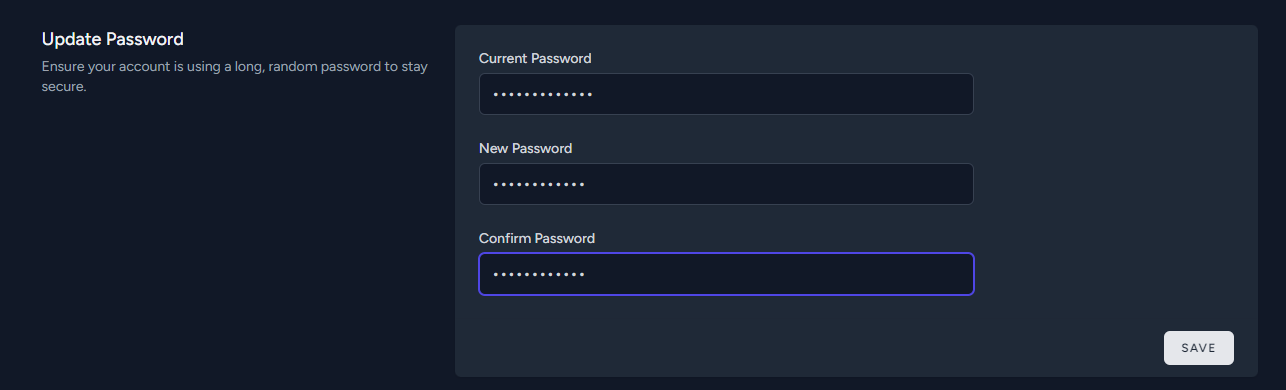 Update Password
Ensure your account is using a long, random password to stay
secure.
Current Password
•••••••••••••
New Password
••••••••••••
Confirm Password
••••••••••••
SAVE